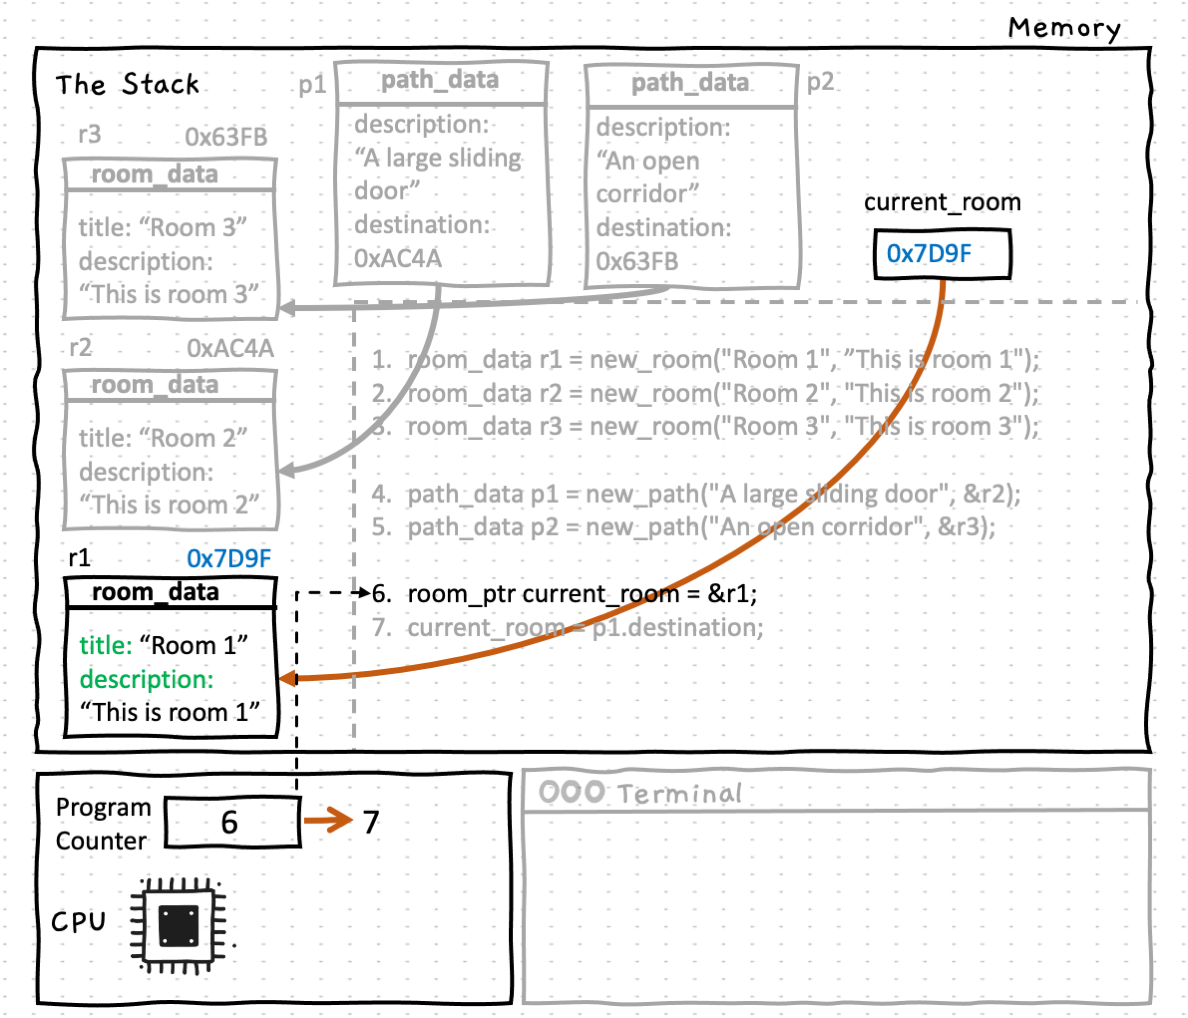 Memory
The Stack
p1
path_data
description:
“A large sliding
door”
destination:
0xAC4A
path_data
p2
description:
“An open
corridor”
destination:
0x63FB
r3 0x63FB
room_data
title: “Room 3”
description:
“This is room 3”
current_room
0x7D9F
r2 0xAC4A
room_data
title: “Room 2”
description:
“This is room 2”
r1 0x7D9F
room_data
title: “Room 1”
description:
“This is room 1”
1. room_data r1 = new_room("Room 1", ”This is room 1");
2. room_data r2 = new_room("Room 2", "This is room 2");
3. room_data r3 = new_room("Room 3", "This is room 3");
4. path_data p1 = new_path("A large sliding door", &r2);
5. path_data p2 = new_path("An open corridor", &r3);
6. room_ptr current_room = &r1;
7. current_room = p1.destination;
Program
Counter
6 7
CPU
Terminal